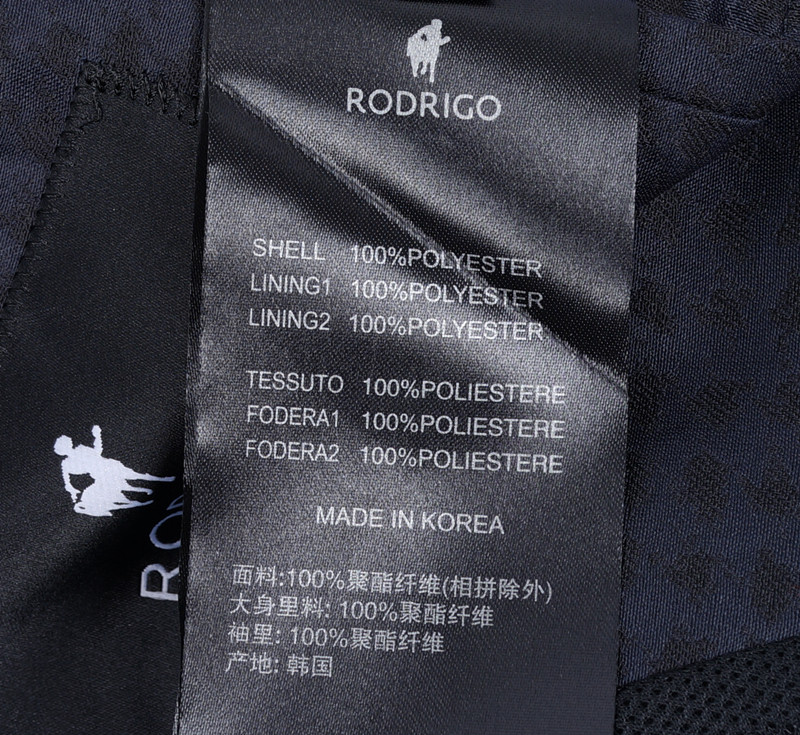 RODRIGO
SHELL 100%POLYESTER
LINING1 100%POLYESTER
LINING2 100%POLYESTER
TESSUTO 100%POLIESTERE
FODERA1 100%POLIESTERE
FODERA2 100%POLIESTERE
MADE IN KOREA
面料:100%聚酯纤维(相拼除外)
大身里料: 100%聚酯纤维
袖里: 100%聚酯纤维
产地: 韩国